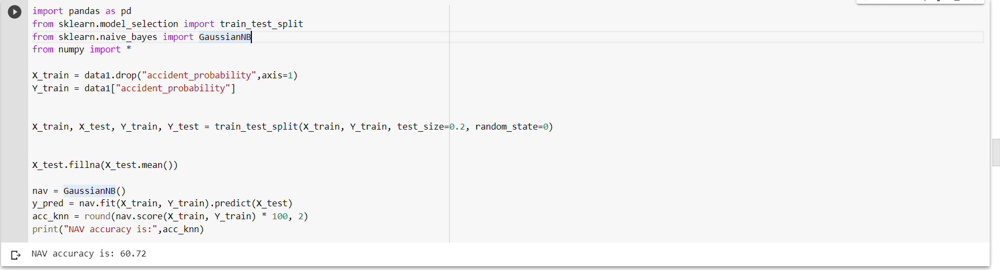 import pandas as pd
from sklearn.model_selection import train_test_split
from sklearn.naive_bayes import GaussianNB
from numpy import *
X_train = data1.drop("accident_probability",axis=1)
Y_train = data1["accident_probability"]
X_train, X_test, Y_train, Y_test = train_test_split(X_train, Y_train, test_size=0.2, random_state=0)
X_test.fillna(X_test.mean())
nav = GaussianNB()
y_pred = nav.fit(X_train, Y_train).predict(X_test)
acc_knn = round(nav.score(X_train, Y_train) * 100, 2)
print("NAV accuracy is:",acc_knn)
NAV accuracy is: 60.72